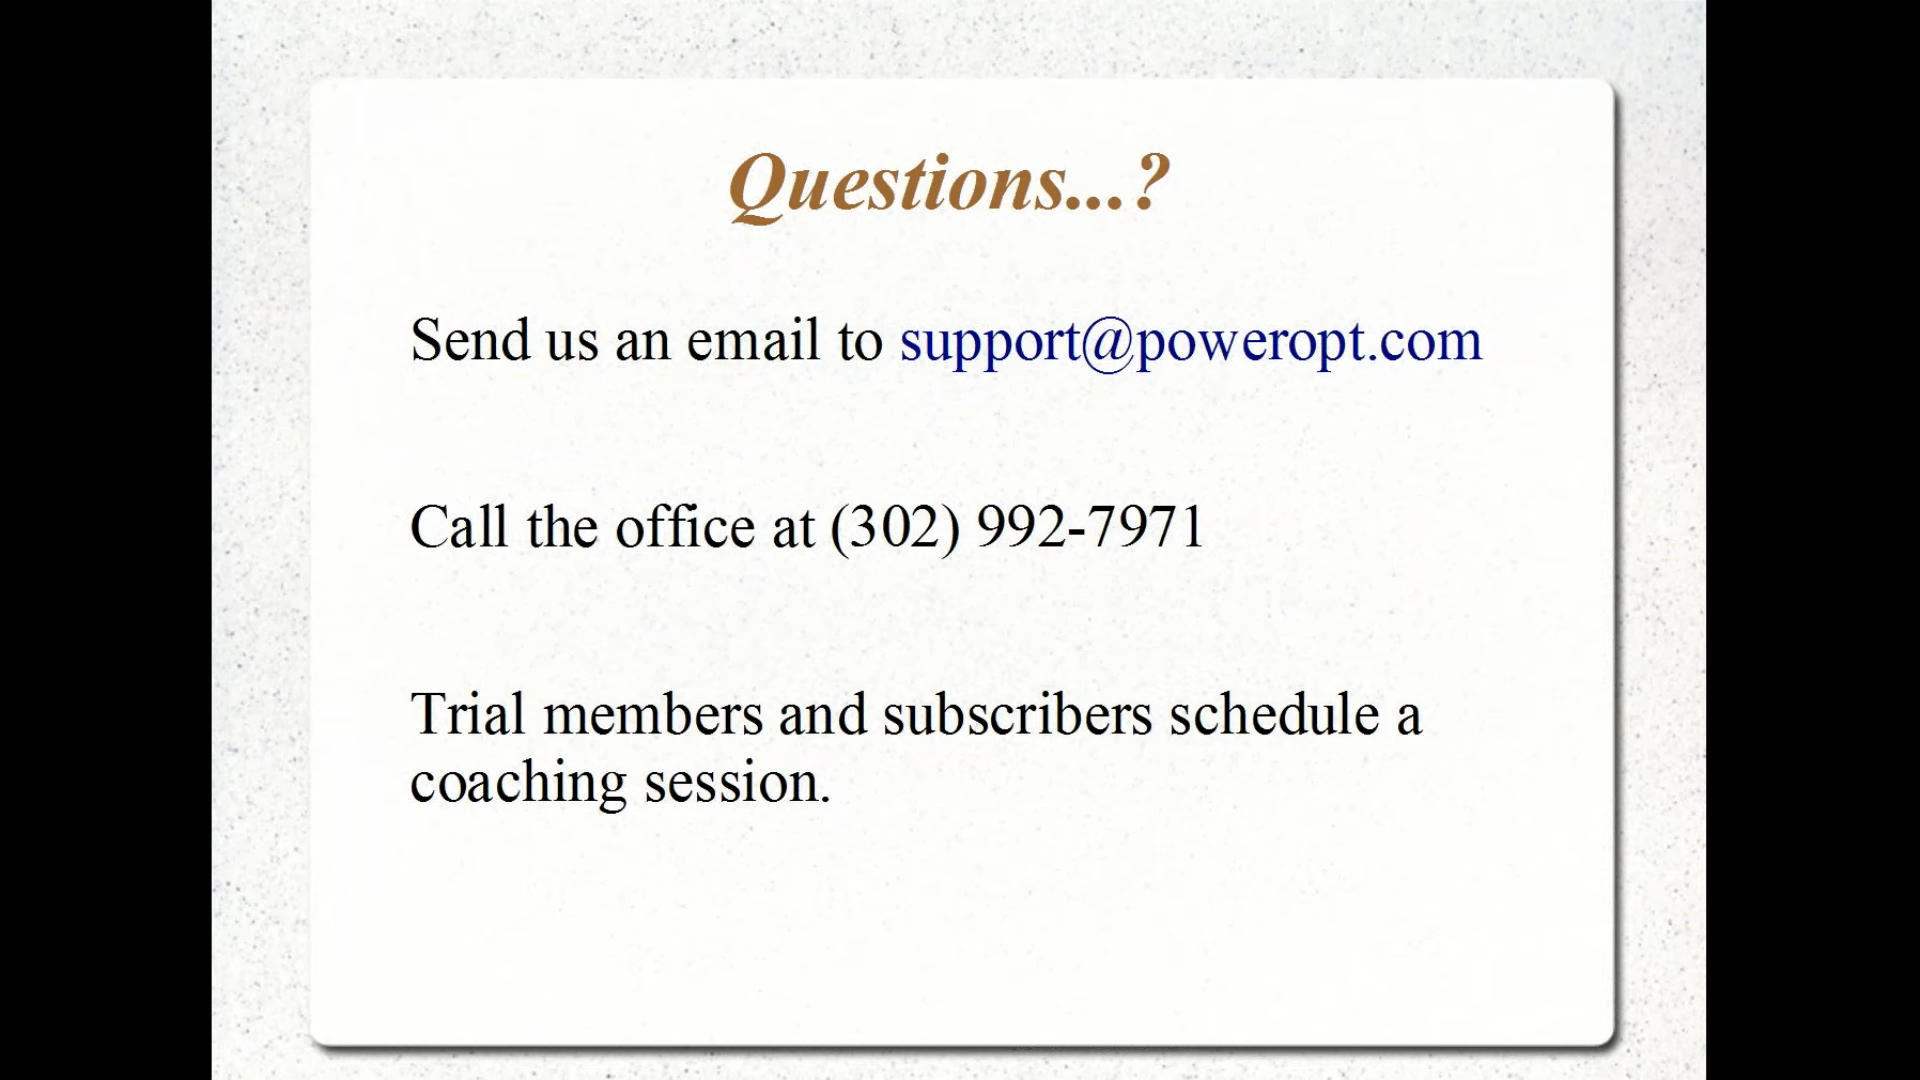 Questions...?
Send us an email to support@poweropt.com
Call the office at (302) 992-7971
Trial members and subscribers schedule a
coaching session.